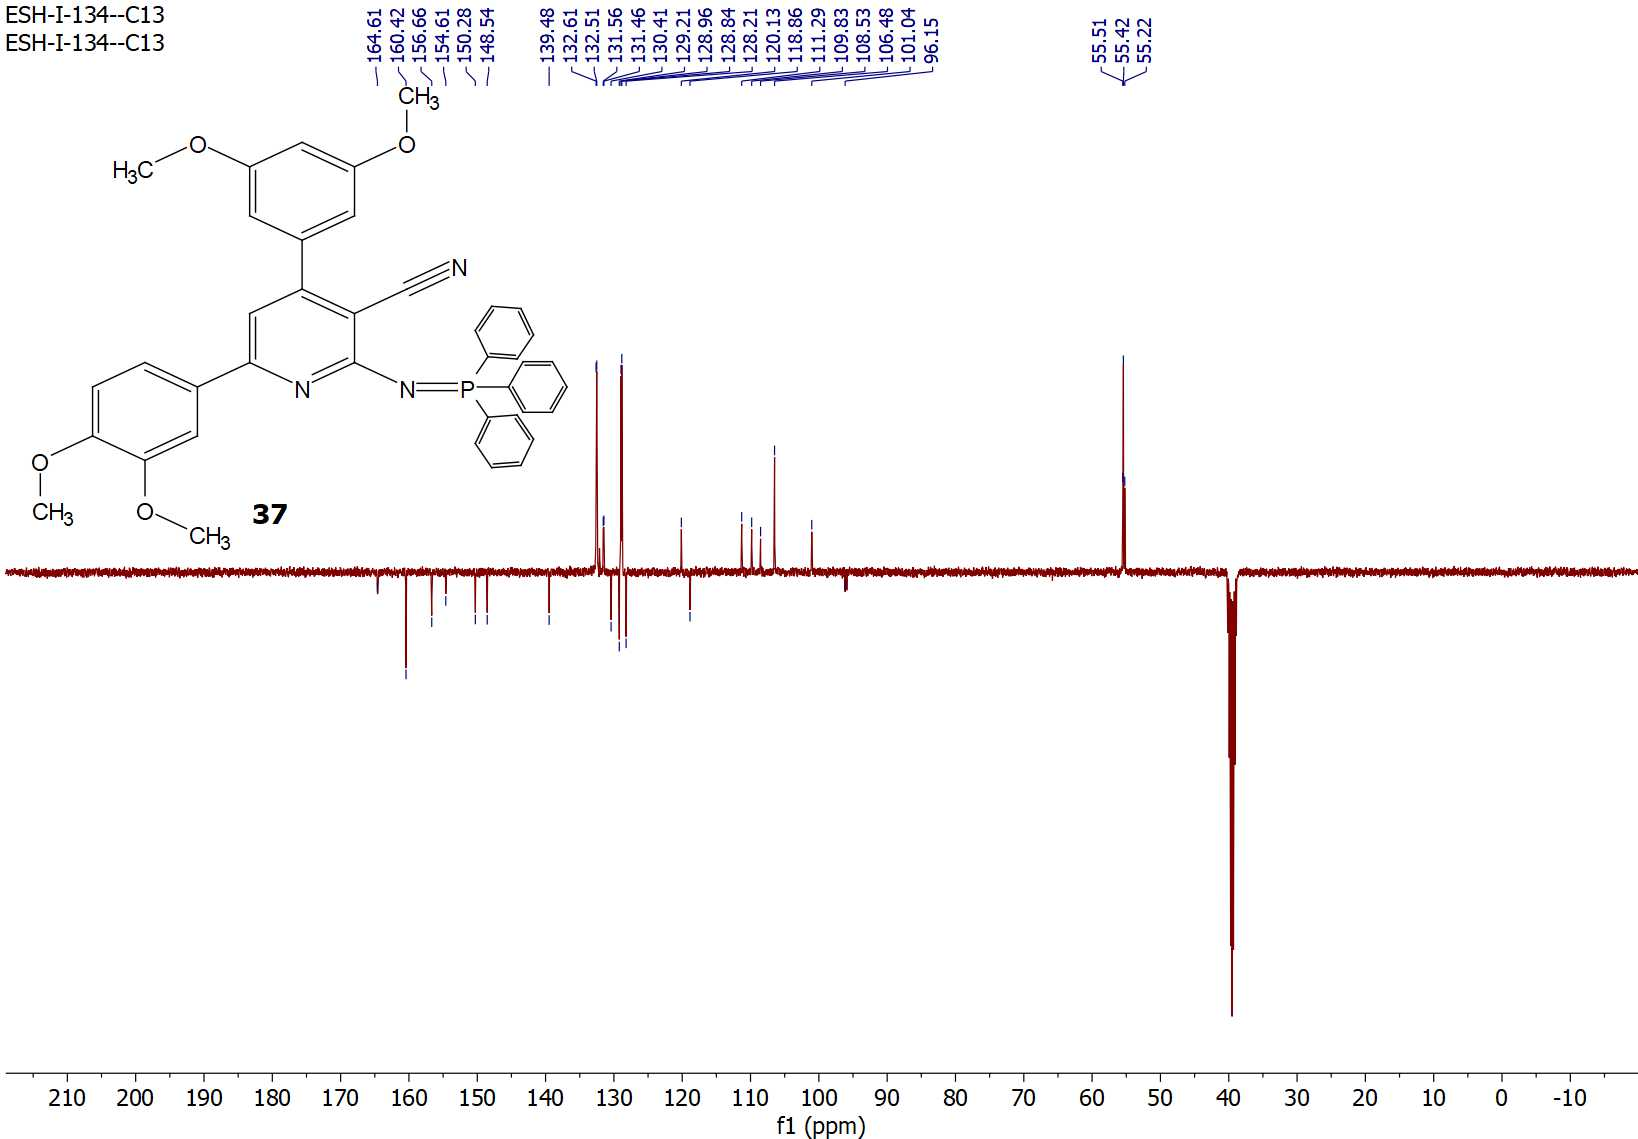 ESH-I-134--C13
ESH-I-134--C13
164.61
160.42
156.66
154.61
150.28
148.54
139.48
132.61
132.51
131.56
131.46
130.41
129.21
128.96
128.84
128.21
120.13
118.86
111.29
109.83
108.53
106.48
101.04
96.15
55.51
55.42
55.22
CH3
O
O
H3C
N
N
N
P
O
CH3
O
CH3
37
210 200 190 180 170 160 150 140 130 120 110 100 90 80 70 60 50 40 30 20 10 0 -10
f1 (ppm)